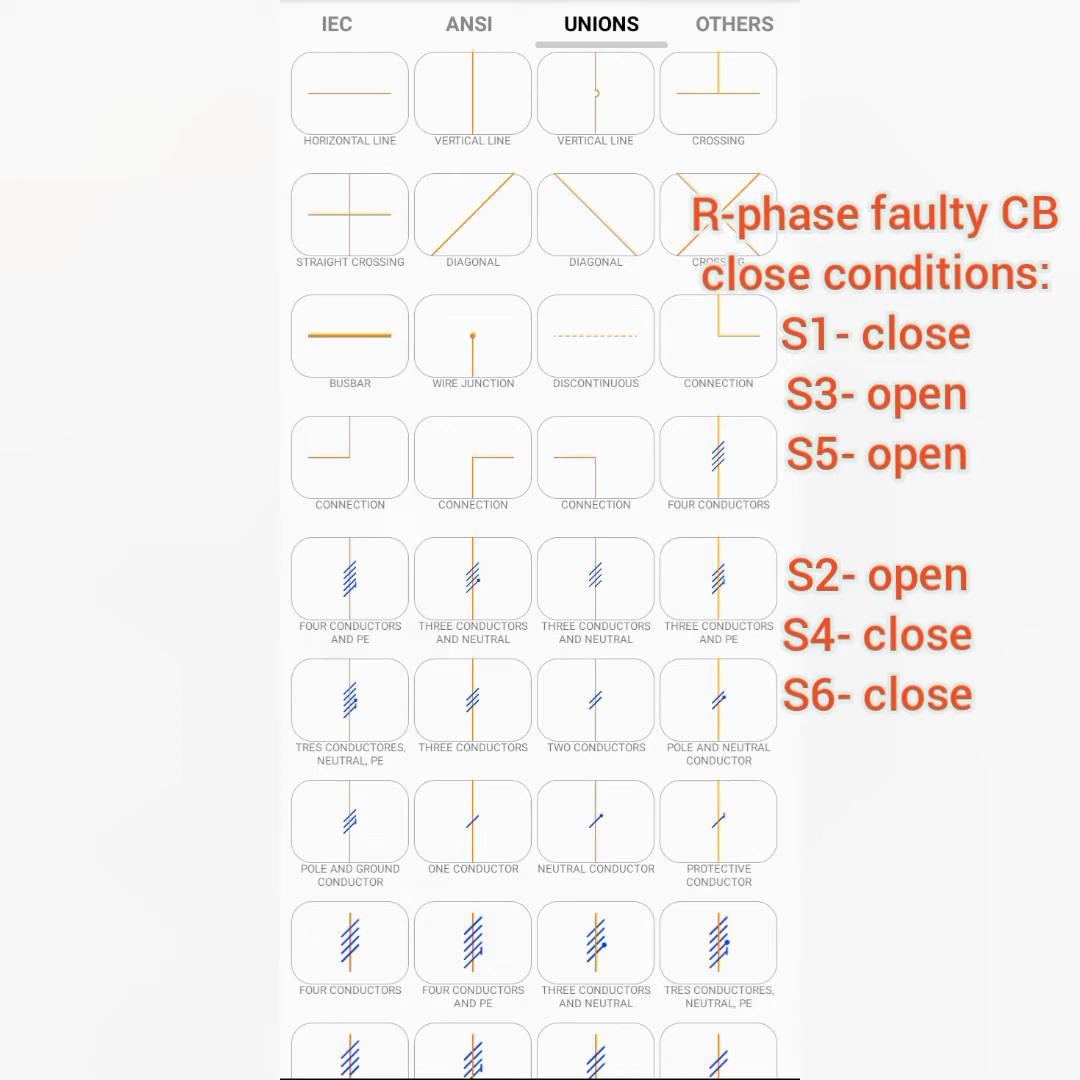 IEC ANSI UNIONS OTHERS
HORIZONTAL LINE VERTICAL LINE VERTICAL LINE CROSSING
STRAIGHT CROSSING DIAGONAL DIAGONAL CROSSING
BUSBAR WIRE JUNCTION DISCONTINUOUS CONNECTION
CONNECTION CONNECTION CONNECTION FOUR CONDUCTORS
FOUR CONDUCTORS THREE CONDUCTORS THREE CONDUCTORS THREE CONDUCTORS
AND PE AND NEUTRAL AND NEUTRAL AND PE
TRES CONDUCTORES, THREE CONDUCTORS TWO CONDUCTORS POLE AND NEUTRAL
NEUTRAL, PE CONDUCTOR
POLE AND GROUND ONE CONDUCTOR NEUTRAL CONDUCTOR PROTECTIVE
CONDUCTOR CONDUCTOR
FOUR CONDUCTORS FOUR CONDUCTORS THREE CONDUCTORS TRES CONDUCTORES,
AND PE AND NEUTRAL NEUTRAL, PE
R-phase faulty CB
close conditions:
S1- close
S3- open
S5- open
S2- open
S4- close
S6- close